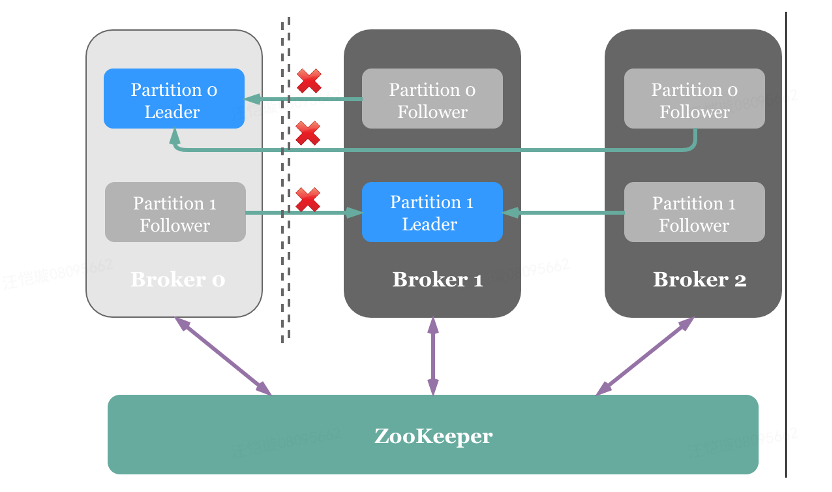 Partition 0
Leader
Partition 0
Follower
Partition 0
Follower
Partition 1
Follower
Partition 1
Leader
Partition 1
Follower
Broker 0
Broker 1
Broker 2
ZooKeeper